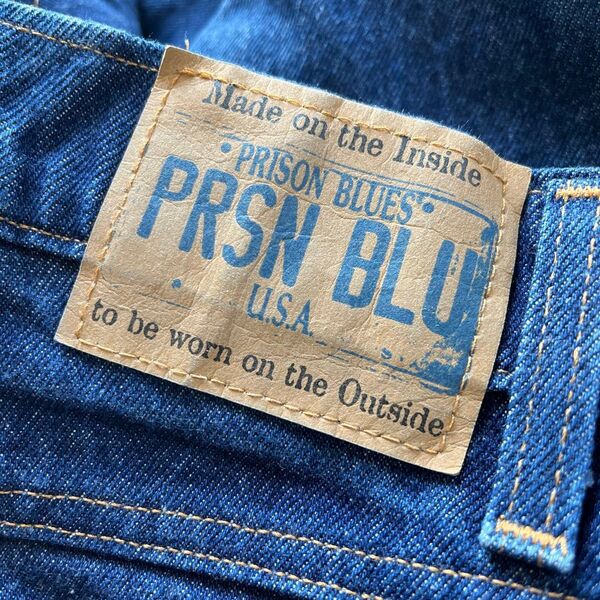 Made on the Inside
PRISON BLUES
PRSN BLU
U.S.A.
to be worn on the Outside